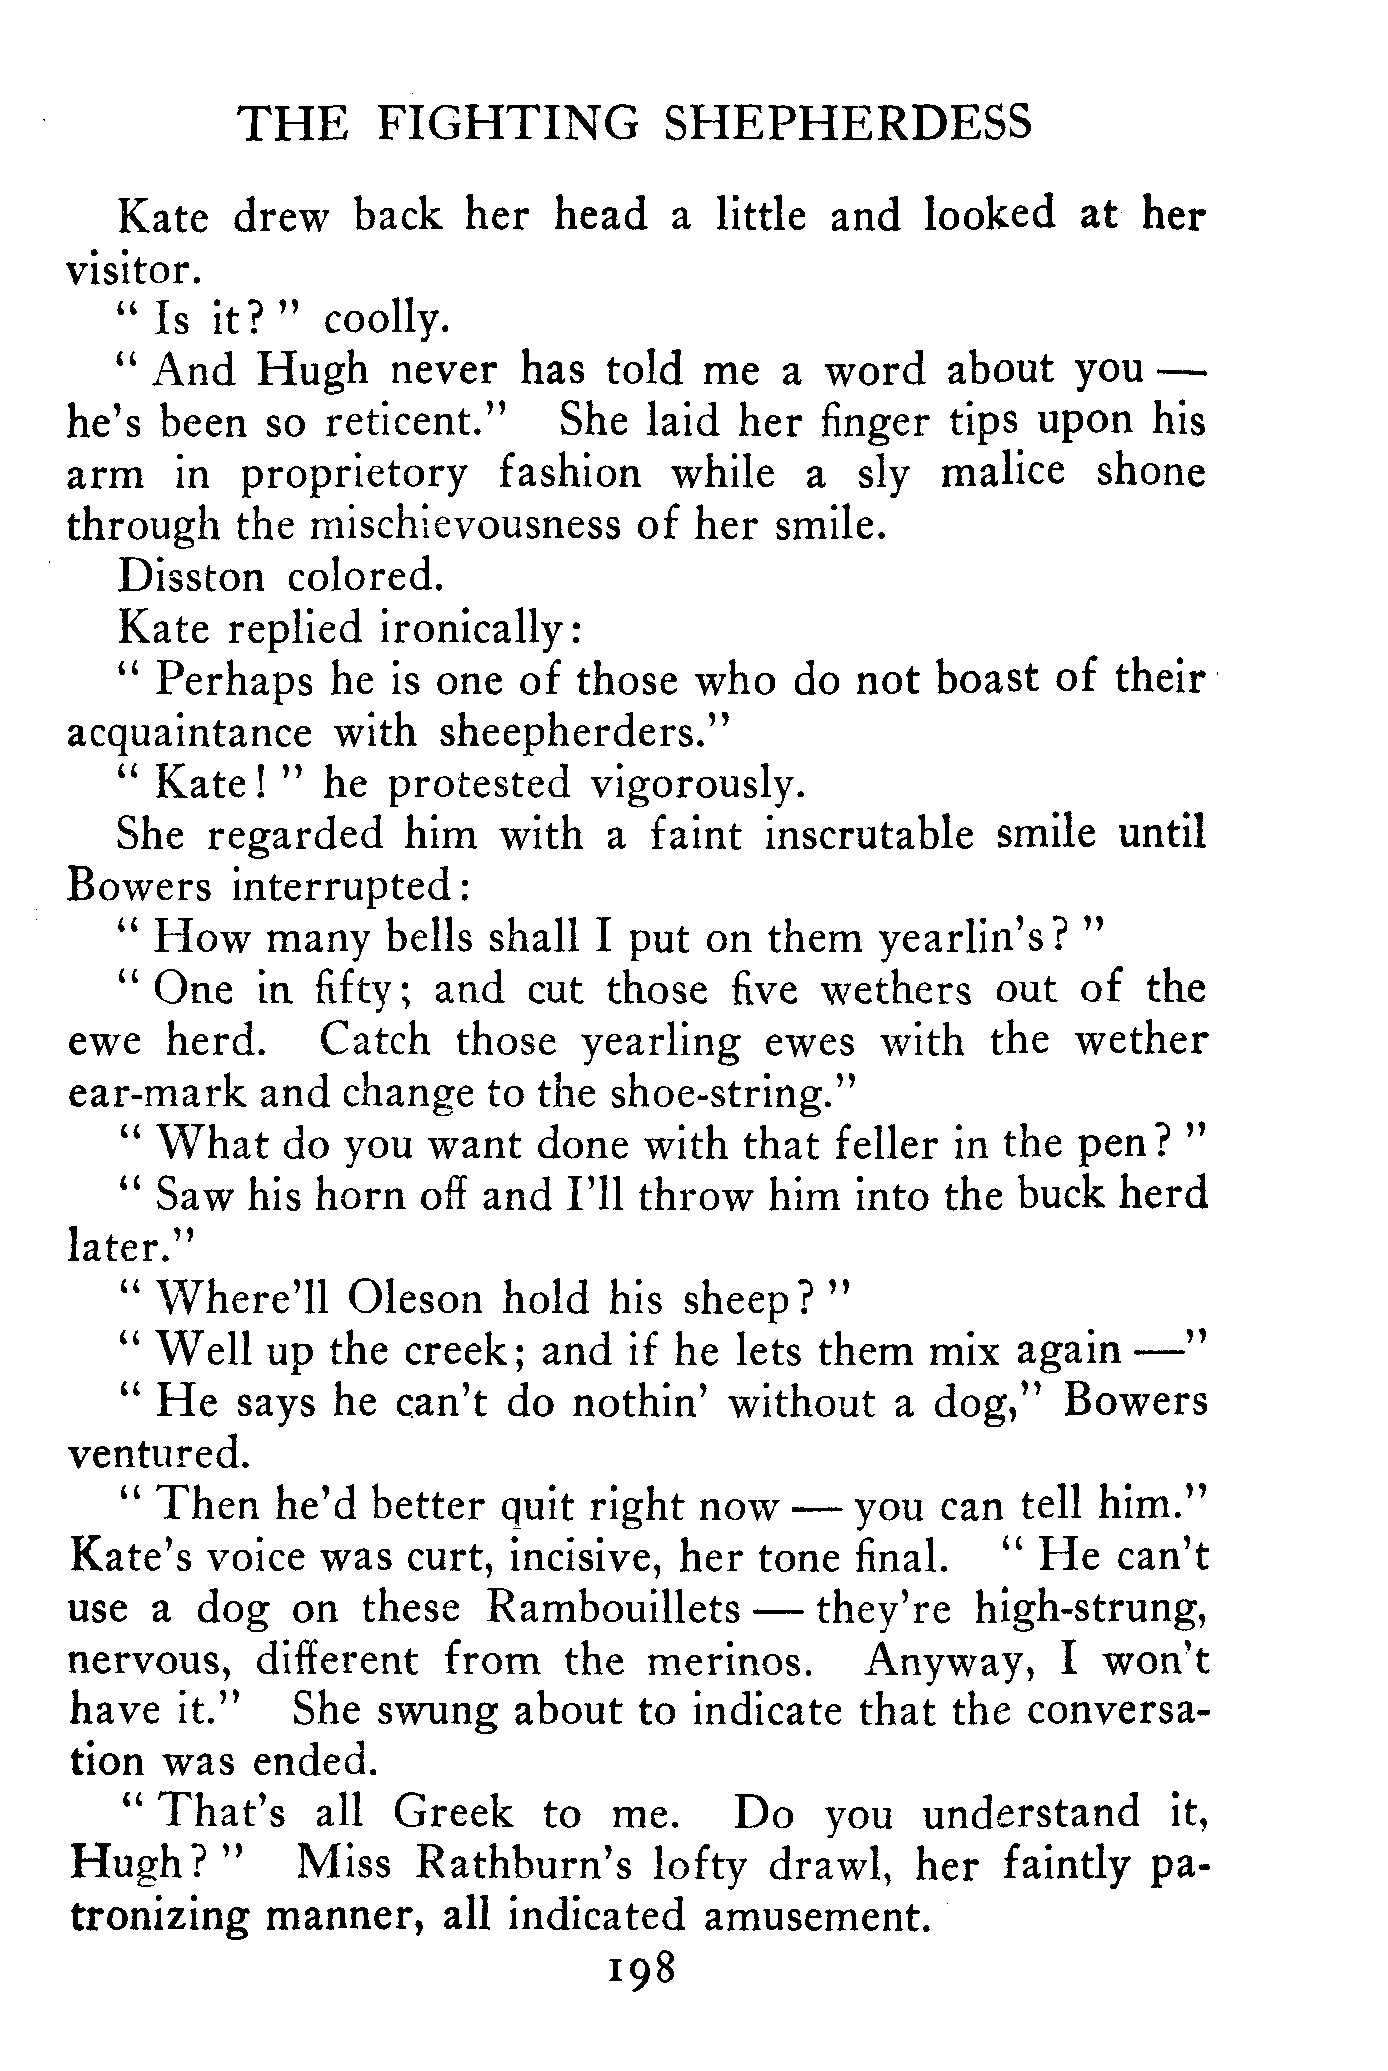 THE FIGHTING SHEPHERDESS
Kate drew back her head a little and looked at her
visitor.
" Is it? " coolly.
" And Hugh never has told me a word about you —
he's been so reticent." She laid her finger tips upon his
arm in proprietory fashion while a sly malice shone
through the mischievousness of her smile.
Disston colored.
Kate replied ironically:
" Perhaps he is one of those who do not boast of their
acquaintance with sheepherders."
" Kate! " he protested vigorously.
She regarded him with a faint inscrutable smile until
Bowers interrupted:
" How many bells shall I put on them yearlin's? "
" One in fifty; and cut those five wethers out of the
ewe herd. Catch those yearling ewes with the wether
ear-mark and change to the shoe-string."
" What do you want done with that feller in the pen? "
" Saw his horn off and I'll throw him into the buck herd
later."
" Where'll Oleson hold his sheep? "
" Well up the creek; and if he lets them mix again —"
" He says he can't do nothin' without a dog," Bowers
ventured.
" Then he'd better quit right now — you can tell him."
Kate's voice was curt, incisive, her tone final. " He can't
use a dog on these Rambouillets — they're high-strung,
nervous, different from the merinos. Anyway, I won't
have it." She swung about to indicate that the conversa-
tion was ended.
" That's all Greek to me. Do you understand it,
Hugh? " Miss Rathburn's lofty drawl, her faintly pa-
tronizing manner, all indicated amusement.
198